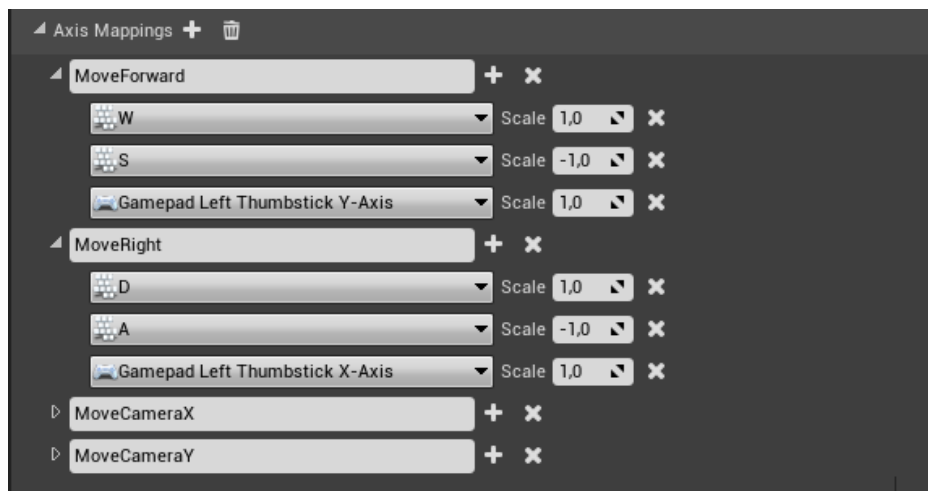 Axis Mappings
MoveForward
W Scale 1,0
S Scale -1,0
Gamepad Left Thumbstick Y-Axis Scale 1,0
MoveRight
D Scale 1,0
A Scale -1,0
Gamepad Left Thumbstick X-Axis Scale 1,0
MoveCameraX
MoveCameraY